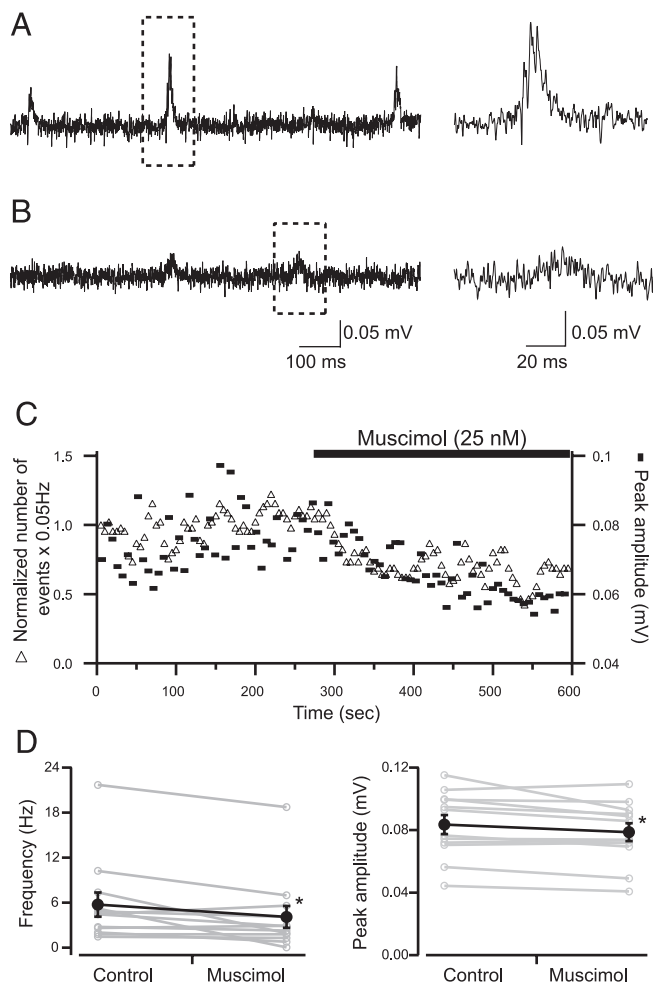 A
B
0.05 mV
100 ms
0.05 mV
20 ms
C
Muscimol (25 nM)
1.5
1.0
0.5
0.0
Normalized number of
events x 0.05Hz
0.1
0.08
0.06
0.04
Peak amplitude (mV)
0
100
200
300
400
500
600
Time (sec)
D
24
18
12
6
0
Frequency (Hz)
*
Control
Muscimol
0.12
0.08
0.04
0.00
Peak amplitude (mV)
*
Control
Muscimol